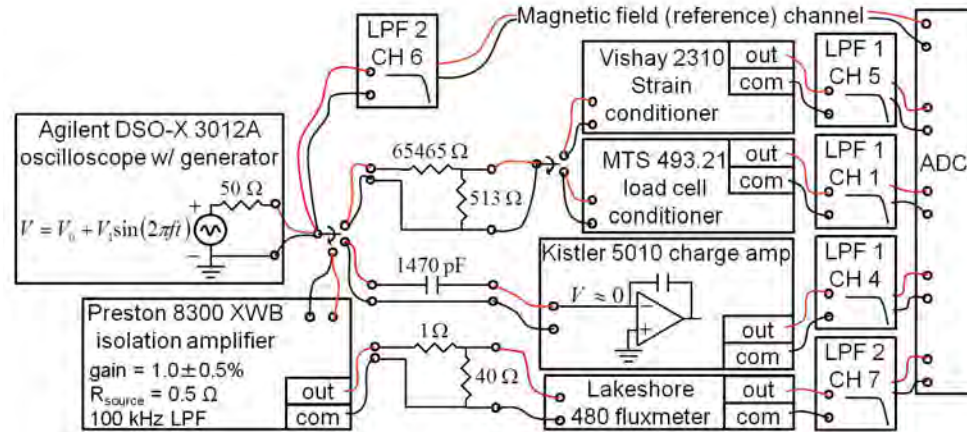 Magnetic field (reference) channel
LPF 2
CH 6
Agilent DSO-X 3012A
oscilloscope w/ generator
50 Ω
+
V = V₀ + V₁sin(2πft)
−
65465 Ω
513 Ω
1470 pF
Vishay 2310
Strain
conditioner
out
com
LPF 1
CH 5
MTS 493.21
load cell
conditioner
out
com
LPF 1
CH 1
ADC
Kistler 5010 charge amp
V ≈ 0
−
+
out
com
LPF 1
CH 4
Preston 8300 XWB
isolation amplifier
gain = 1.0±0.5%
Rsource = 0.5 Ω
100 kHz LPF
out
com
1Ω
40 Ω
Lakeshore
480 fluxmeter
out
com
LPF 2
CH 7